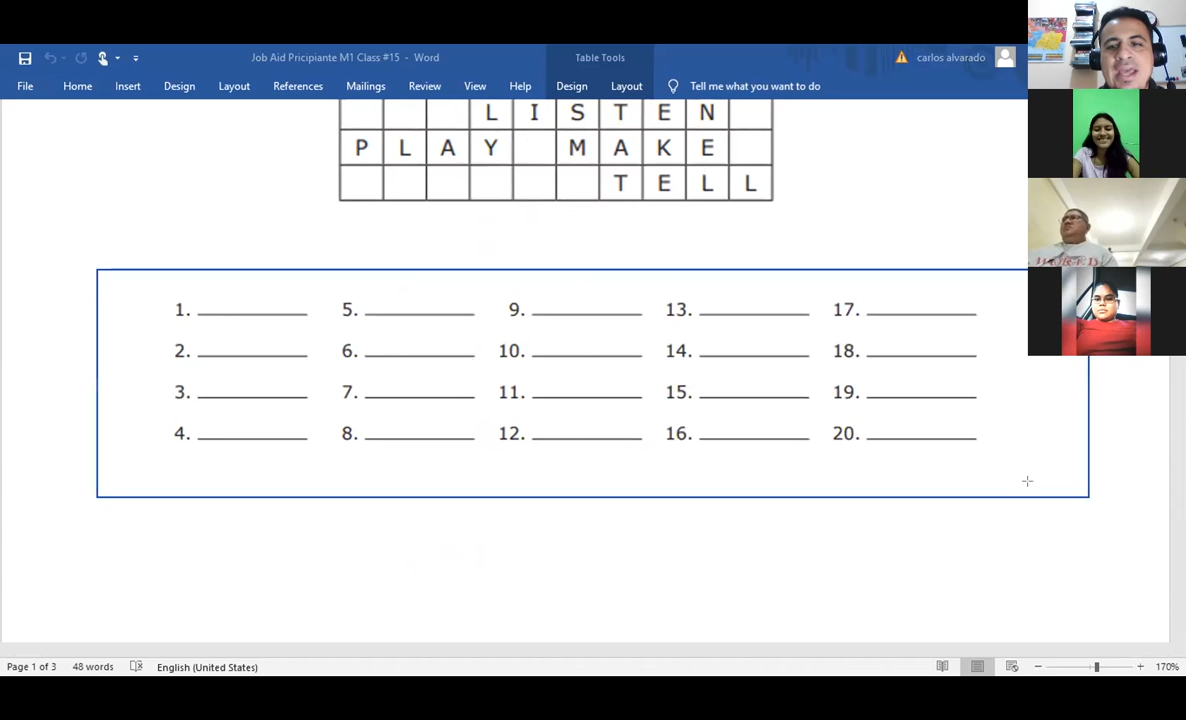 Job Aid Pricipiante M1 Class #15 - Word
Table Tools
carlos alvarado
File Home Insert Design Layout References Mailings Review View Help Design Layout Tell me what you want to do
L I S T E N
P L A Y M A K E
T E L L
1. 5. 9. 13. 17.
2. 6. 10. 14. 18.
3. 7. 11. 15. 19.
4. 8. 12. 16. 20.
Page 1 of 3 48 words English (United States) 170%